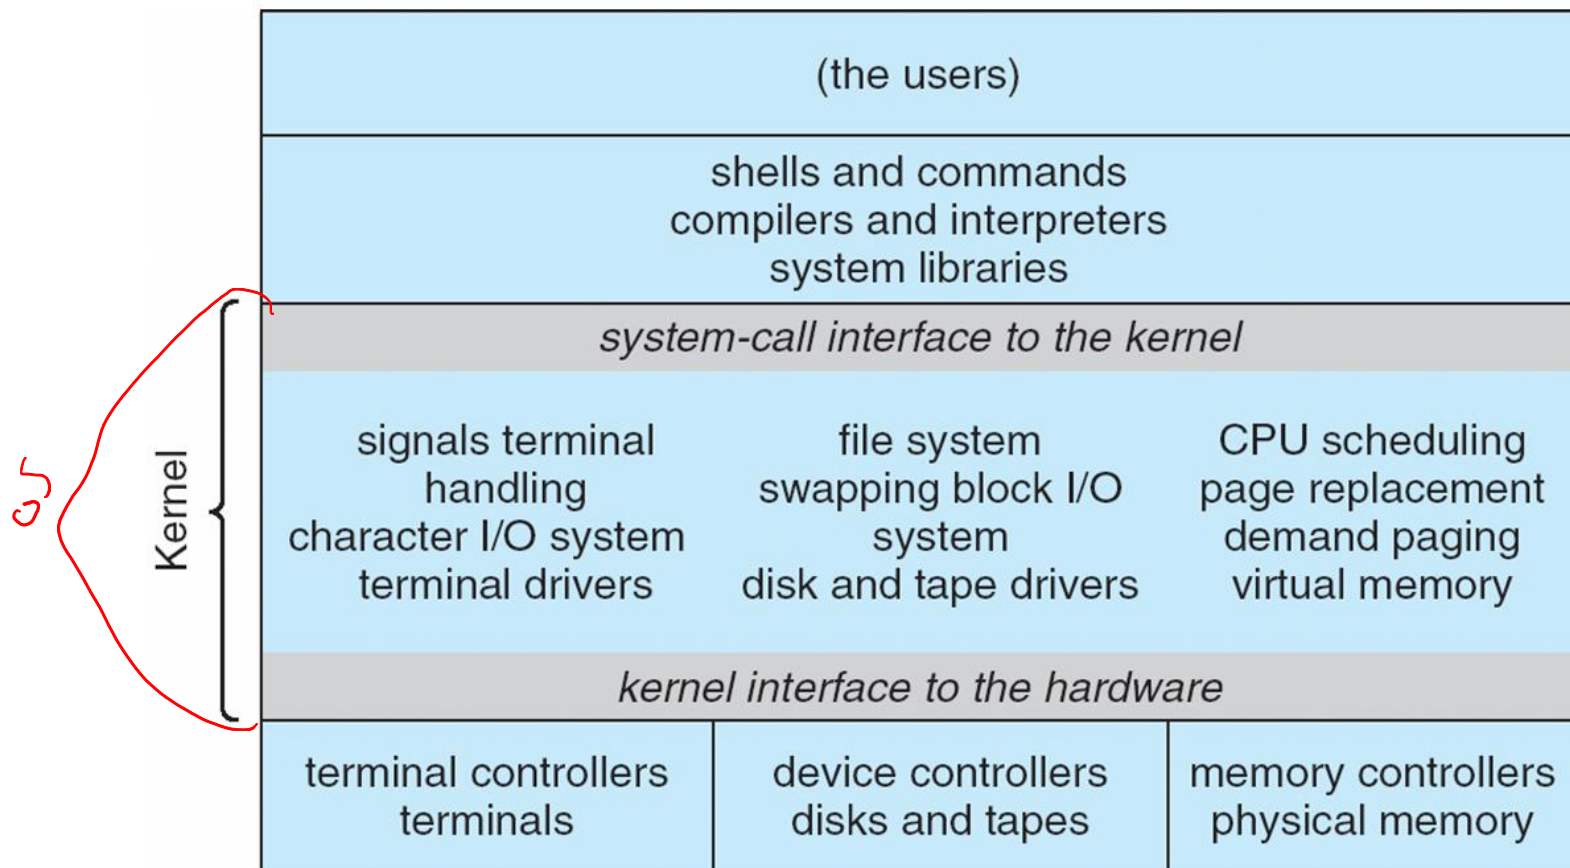 (the users)
shells and commands
compilers and interpreters
system libraries
system-call interface to the kernel
OS
Kernel
signals terminal
handling
character I/O system
terminal drivers
file system
swapping block I/O
system
disk and tape drivers
CPU scheduling
page replacement
demand paging
virtual memory
kernel interface to the hardware
terminal controllers
terminals
device controllers
disks and tapes
memory controllers
physical memory